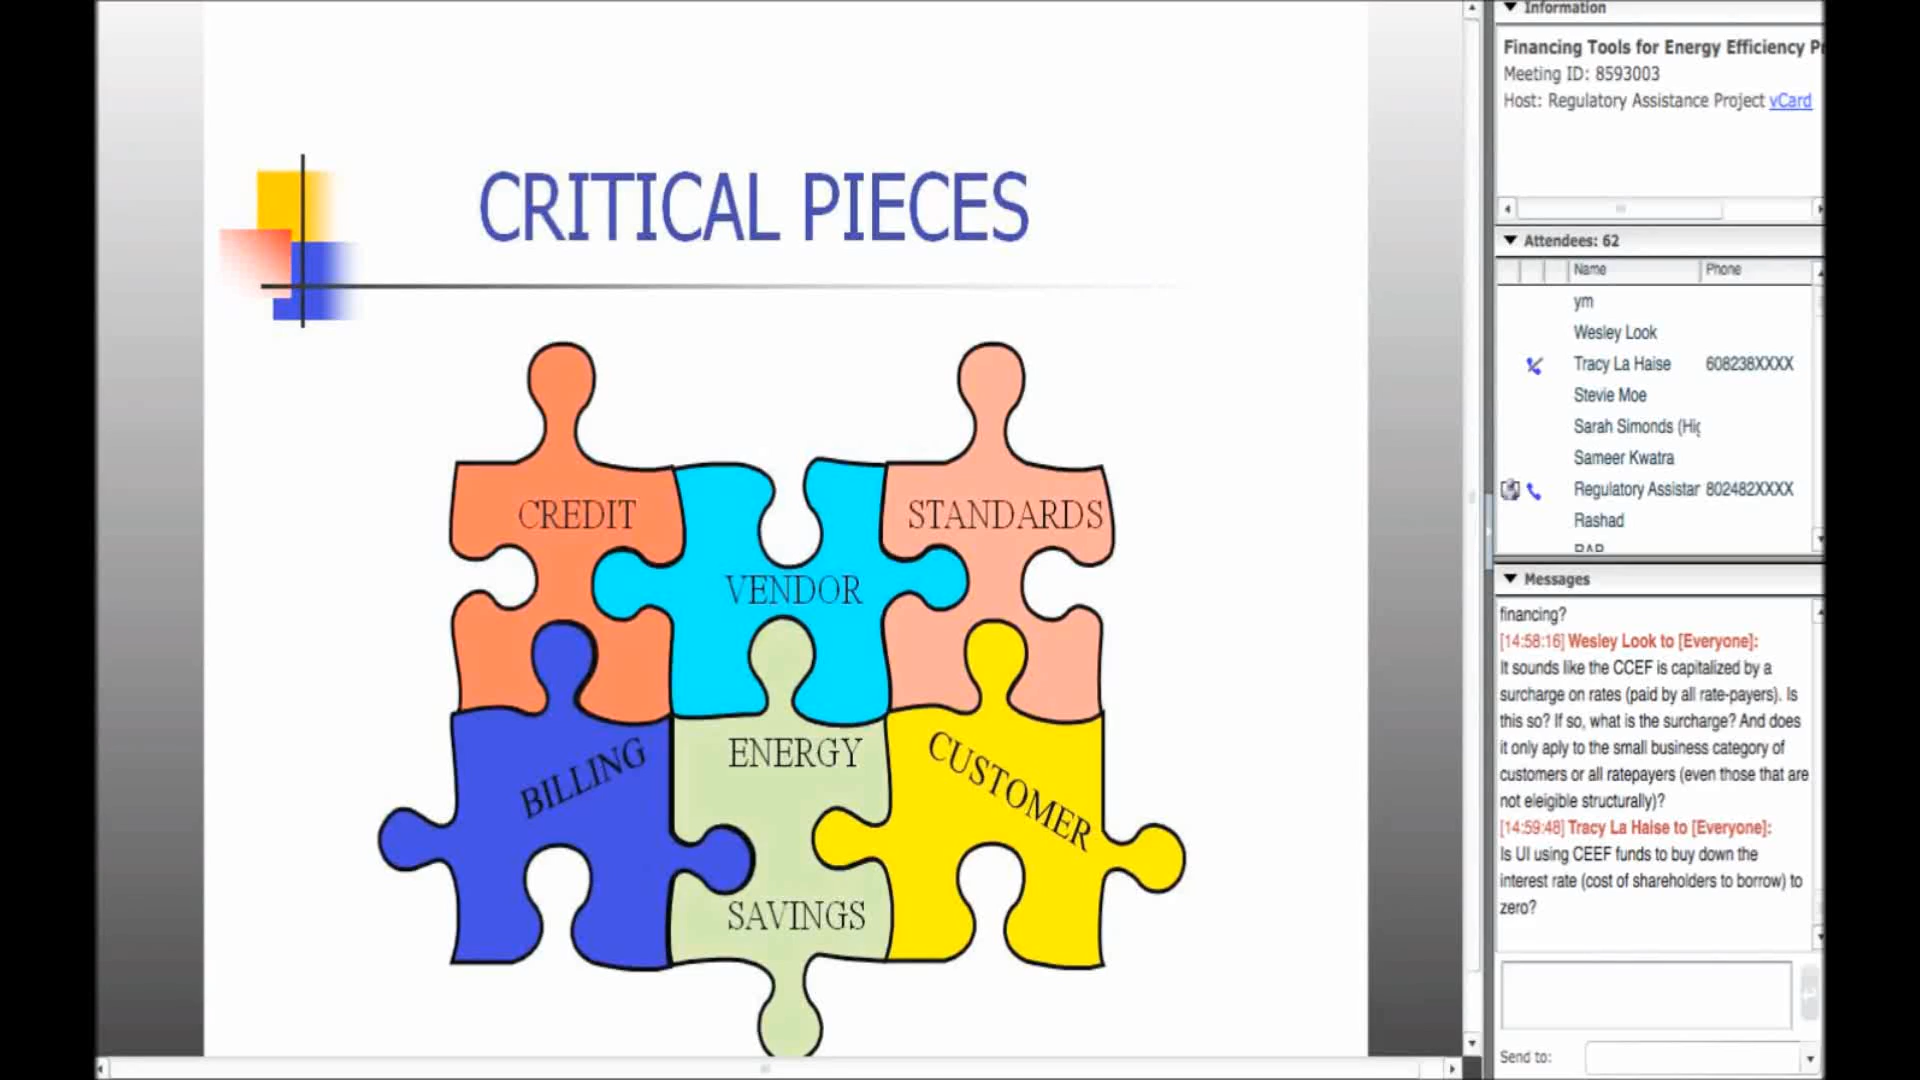 CRITICAL PIECES
CREDIT
STANDARDS
VENDOR
BILLING
ENERGY
CUSTOMER
SAVINGS
Information
Financing Tools for Energy Efficiency Pr
Meeting ID: 8593003
Host: Regulatory Assistance Project vCard
Attendees: 62
Name Phone
ym
Wesley Look
Tracy La Haise 608238XXXX
Stevie Moe
Sarah Simonds (Hig
Sameer Kwatra
Regulatory Assistar 802482XXXX
Rashad
RAP
Messages
financing?
[14:58:16] Wesley Look to [Everyone]:
It sounds like the CCEF is capitalized by a
surcharge on rates (paid by all rate-payers). Is
this so? If so, what is the surcharge? And does
it only aply to the small business category of
customers or all ratepayers (even those that are
not eleigible structurally)?
[14:59:48] Tracy La Haise to [Everyone]:
Is UI using CEEF funds to buy down the
interest rate (cost of shareholders to borrow) to
zero?
Send to: